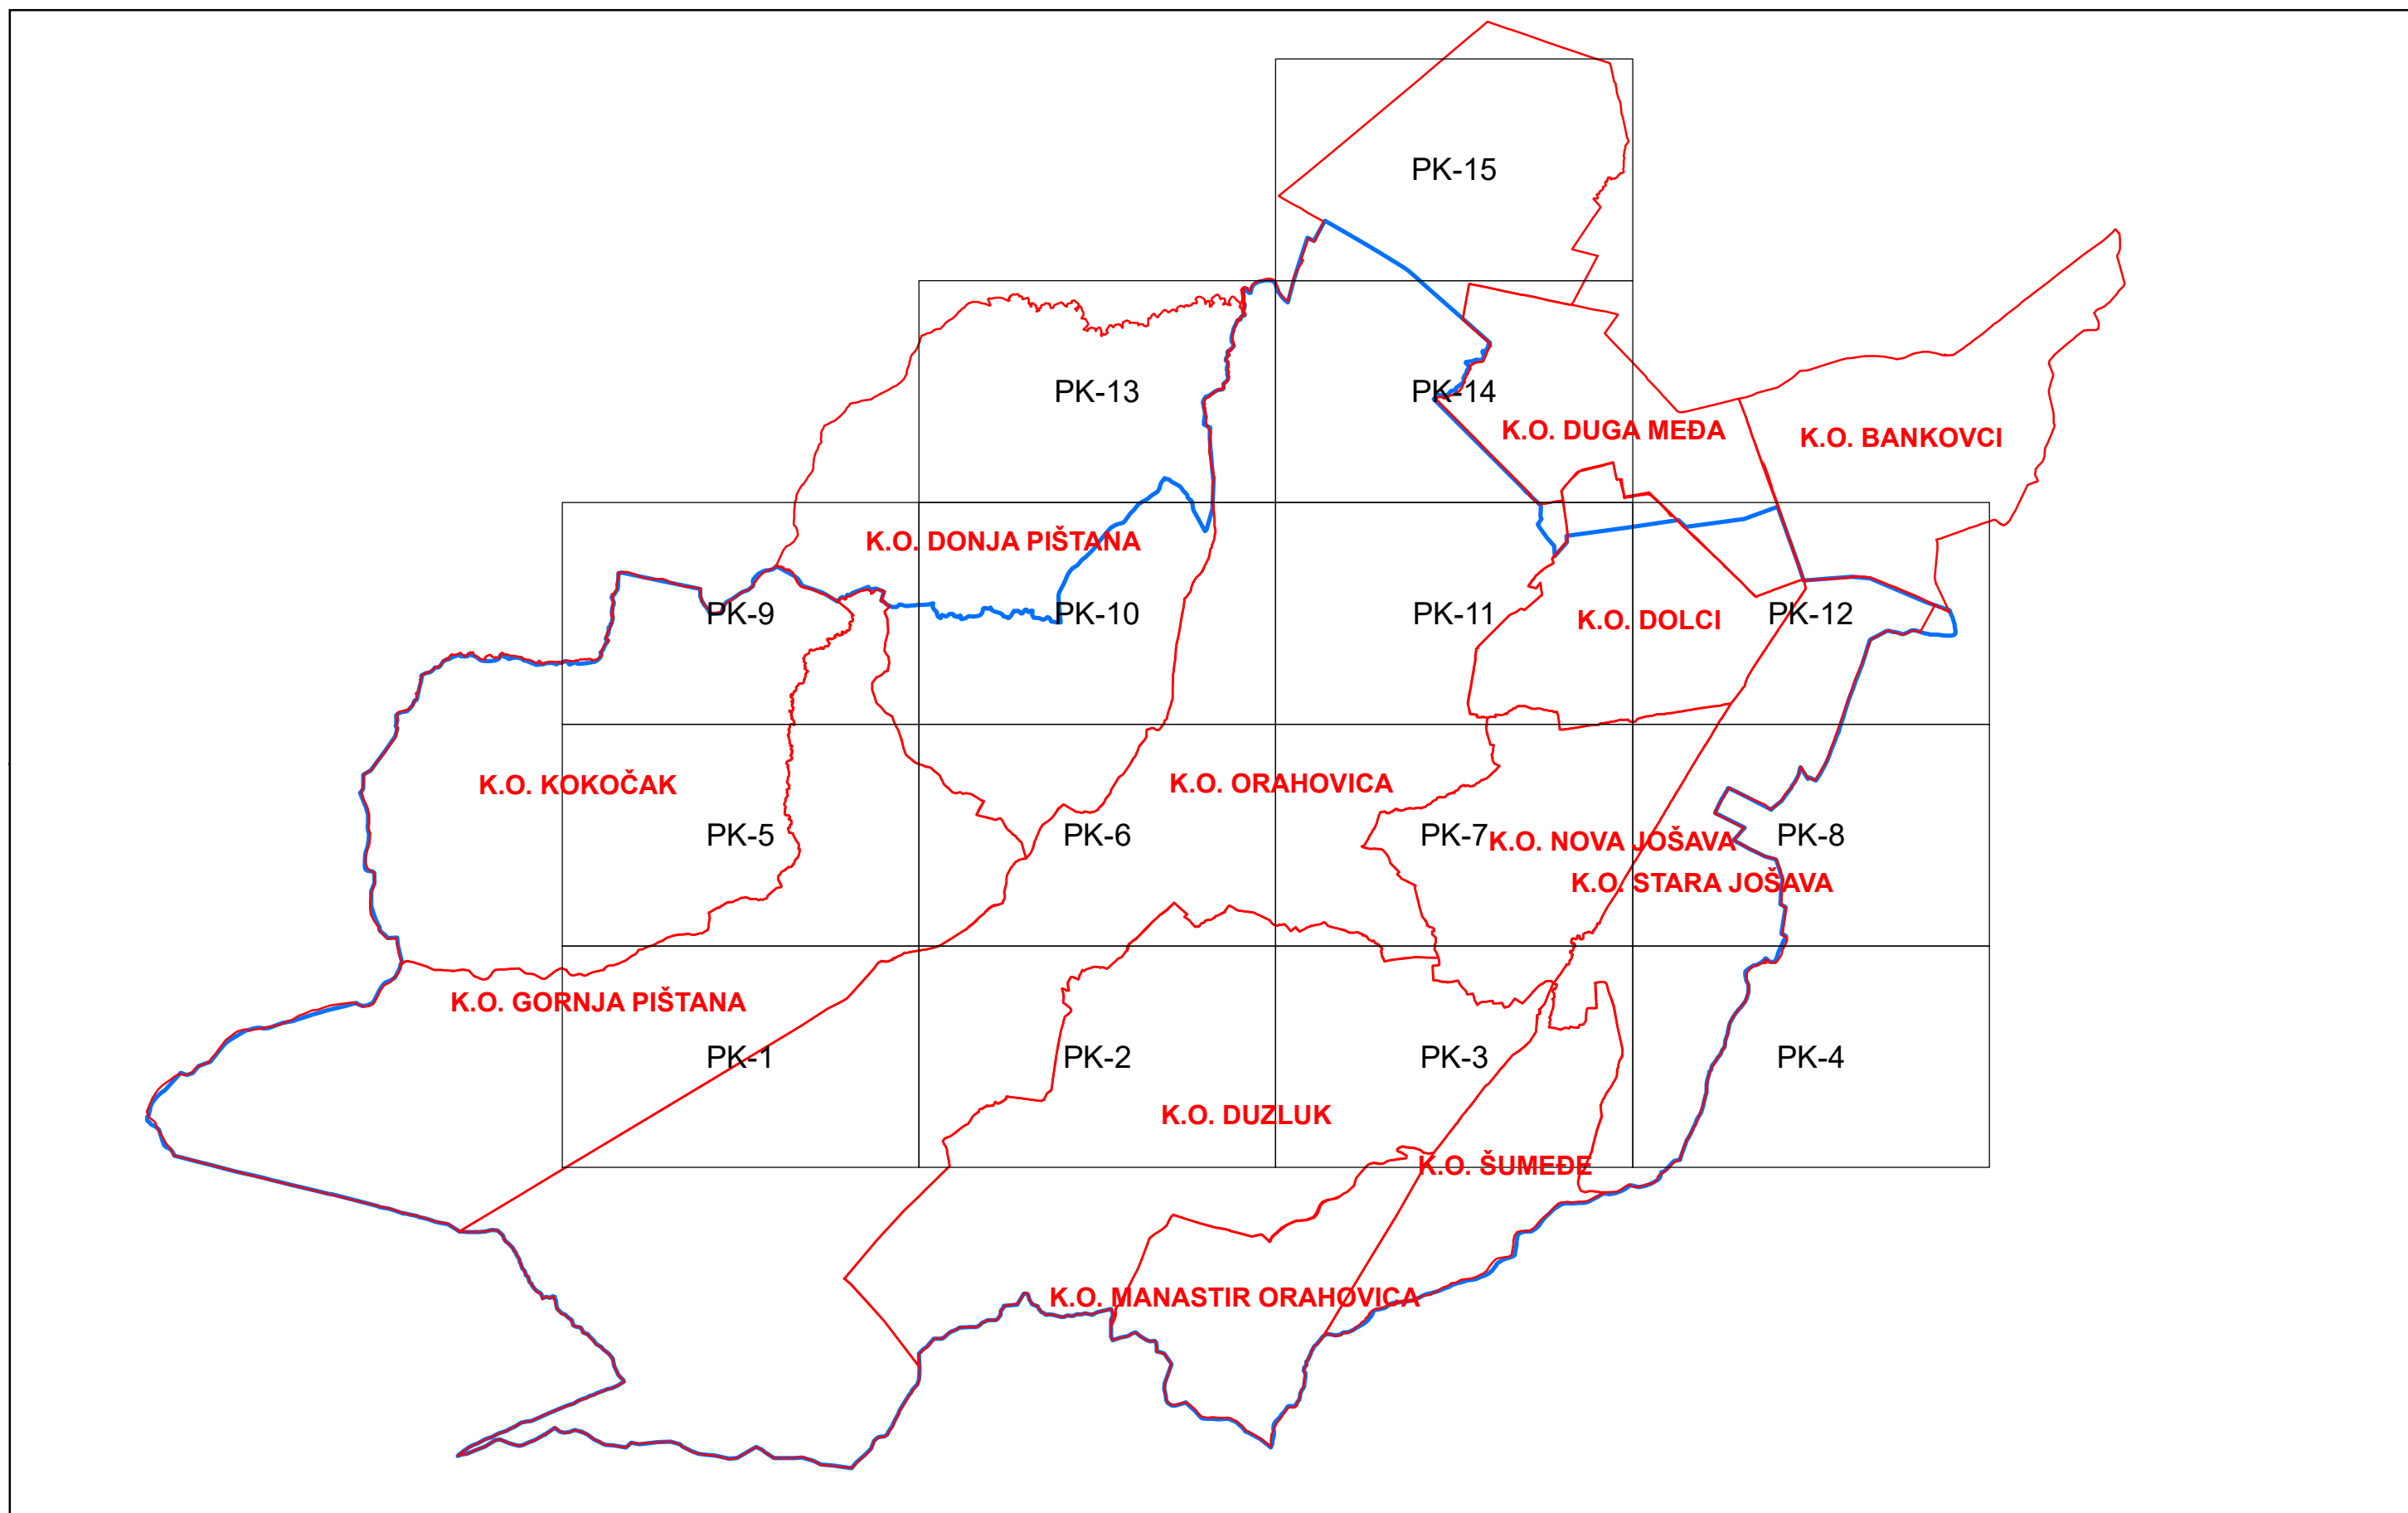 PK-15
PK-13
PK-14
K.O. DUGA MEĐA
K.O. BANKOVCI
K.O. DONJA PIŠTANA
PK-9
PK-10
PK-11
K.O. DOLCI
PK-12
K.O. KOKOČAK
K.O. ORAHOVICA
PK-5
PK-6
PK-7
K.O. NOVA JOŠAVA
PK-8
K.O. STARA JOŠAVA
K.O. GORNJA PIŠTANA
PK-1
PK-2
PK-3
PK-4
K.O. DUZLUK
K.O. ŠUMEĐE
K.O. MANASTIR ORAHOVICA